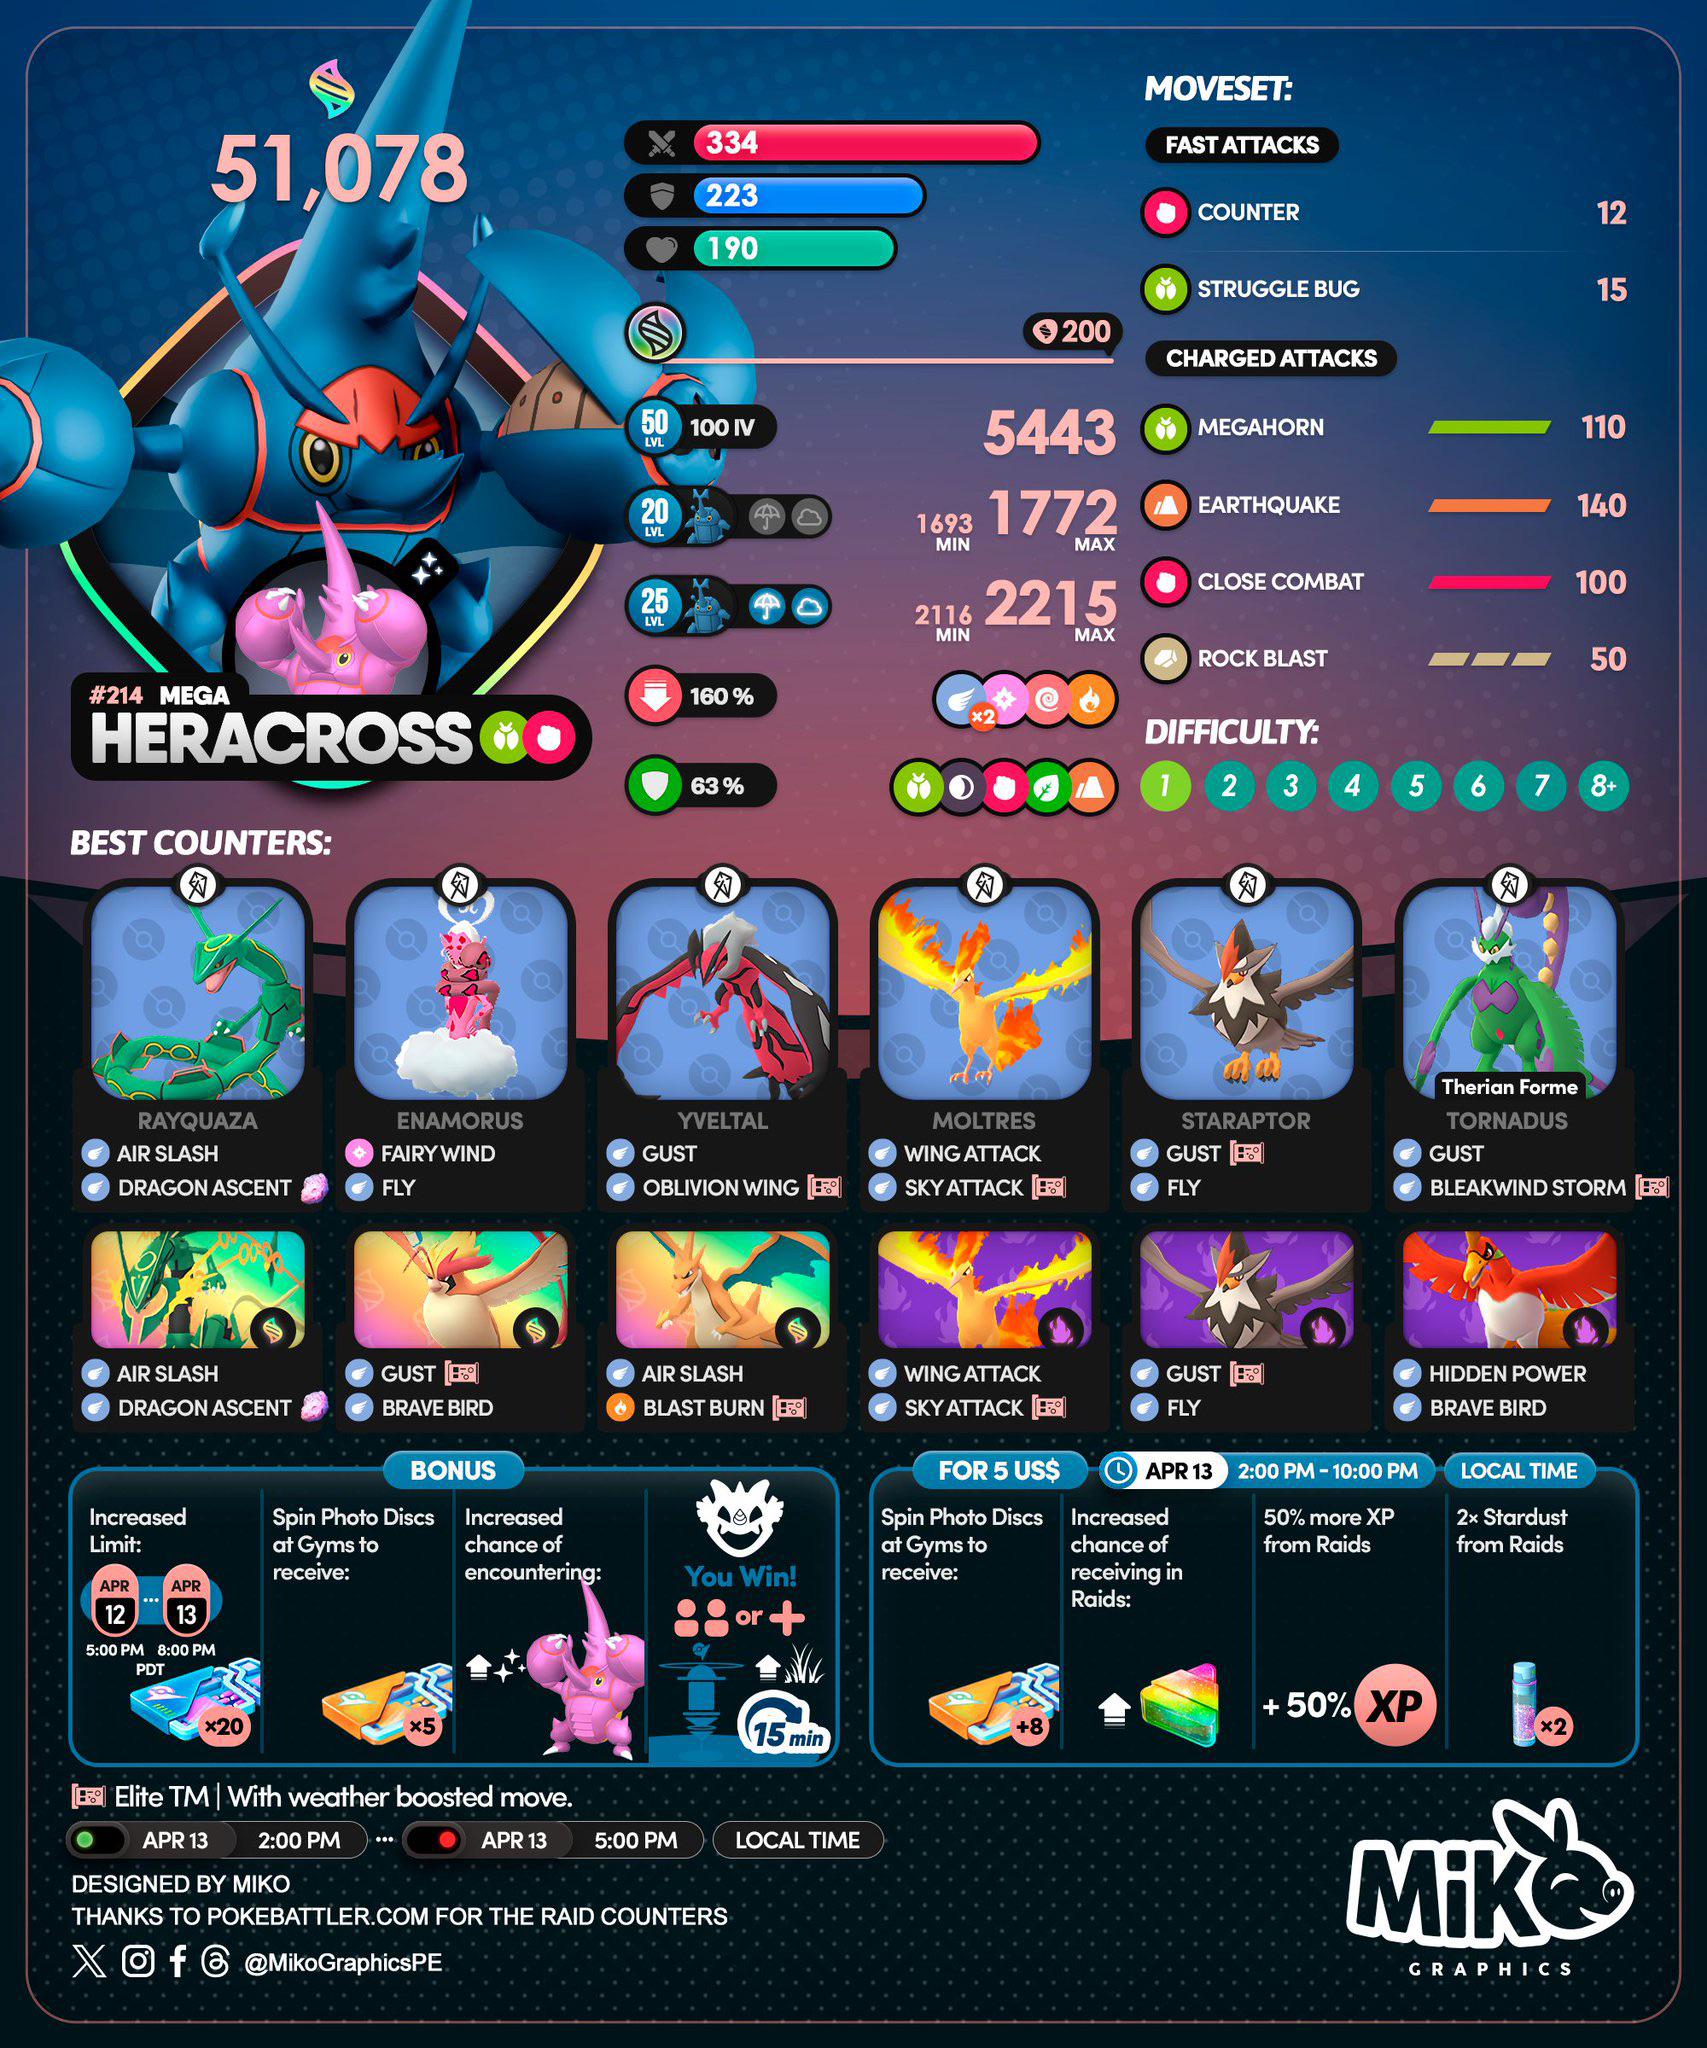 51,078
#214 MEGA
HERACROSS
334
223
190
200
50 LVL
100 IV
5443
20 LVL
1693 MIN
1772 MAX
25 LVL
2116 MIN
2215 MAX
160 %
×2
63 %
MOVESET:
FAST ATTACKS
COUNTER 12
STRUGGLE BUG 15
CHARGED ATTACKS
MEGAHORN 110
EARTHQUAKE 140
CLOSE COMBAT 100
ROCK BLAST 50
DIFFICULTY:
1 2 3 4 5 6 7 8+
BEST COUNTERS:
RAYQUAZA
AIR SLASH
DRAGON ASCENT
ENAMORUS
FAIRY WIND
FLY
YVELTAL
GUST
OBLIVION WING
MOLTRES
WING ATTACK
SKY ATTACK
STARAPTOR
GUST
FLY
Therian Forme
TORNADUS
GUST
BLEAKWIND STORM
AIR SLASH
DRAGON ASCENT
GUST
BRAVE BIRD
AIR SLASH
BLAST BURN
WING ATTACK
SKY ATTACK
GUST
FLY
HIDDEN POWER
BRAVE BIRD
BONUS
Increased
Limit:
APR 12 ... APR 13
5:00 PM 8:00 PM
PDT
×20
Spin Photo Discs
at Gyms to
receive:
×5
Increased
chance of
encountering:
You Win!
or +
15 min
FOR 5 US$
APR 13
2:00 PM - 10:00 PM
LOCAL TIME
Spin Photo Discs
at Gyms to
receive:
+8
Increased
chance of
receiving in
Raids:
50% more XP
from Raids
+ 50% XP
2× Stardust
from Raids
×2
Elite TM | With weather boosted move.
APR 13 2:00 PM ... APR 13 5:00 PM LOCAL TIME
DESIGNED BY MIKO
THANKS TO POKEBATTLER.COM FOR THE RAID COUNTERS
@MikoGraphicsPE
MiKO
GRAPHICS